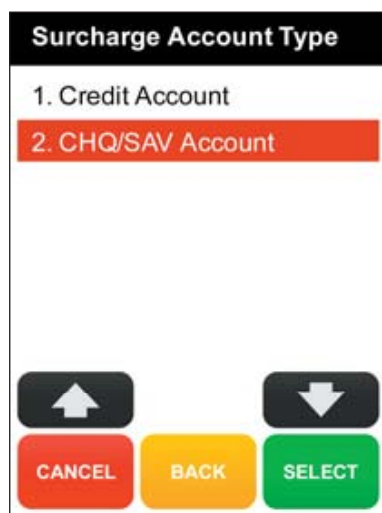 Surcharge Account Type
1. Credit Account
2. CHQ/SAV Account
CANCEL BACK SELECT